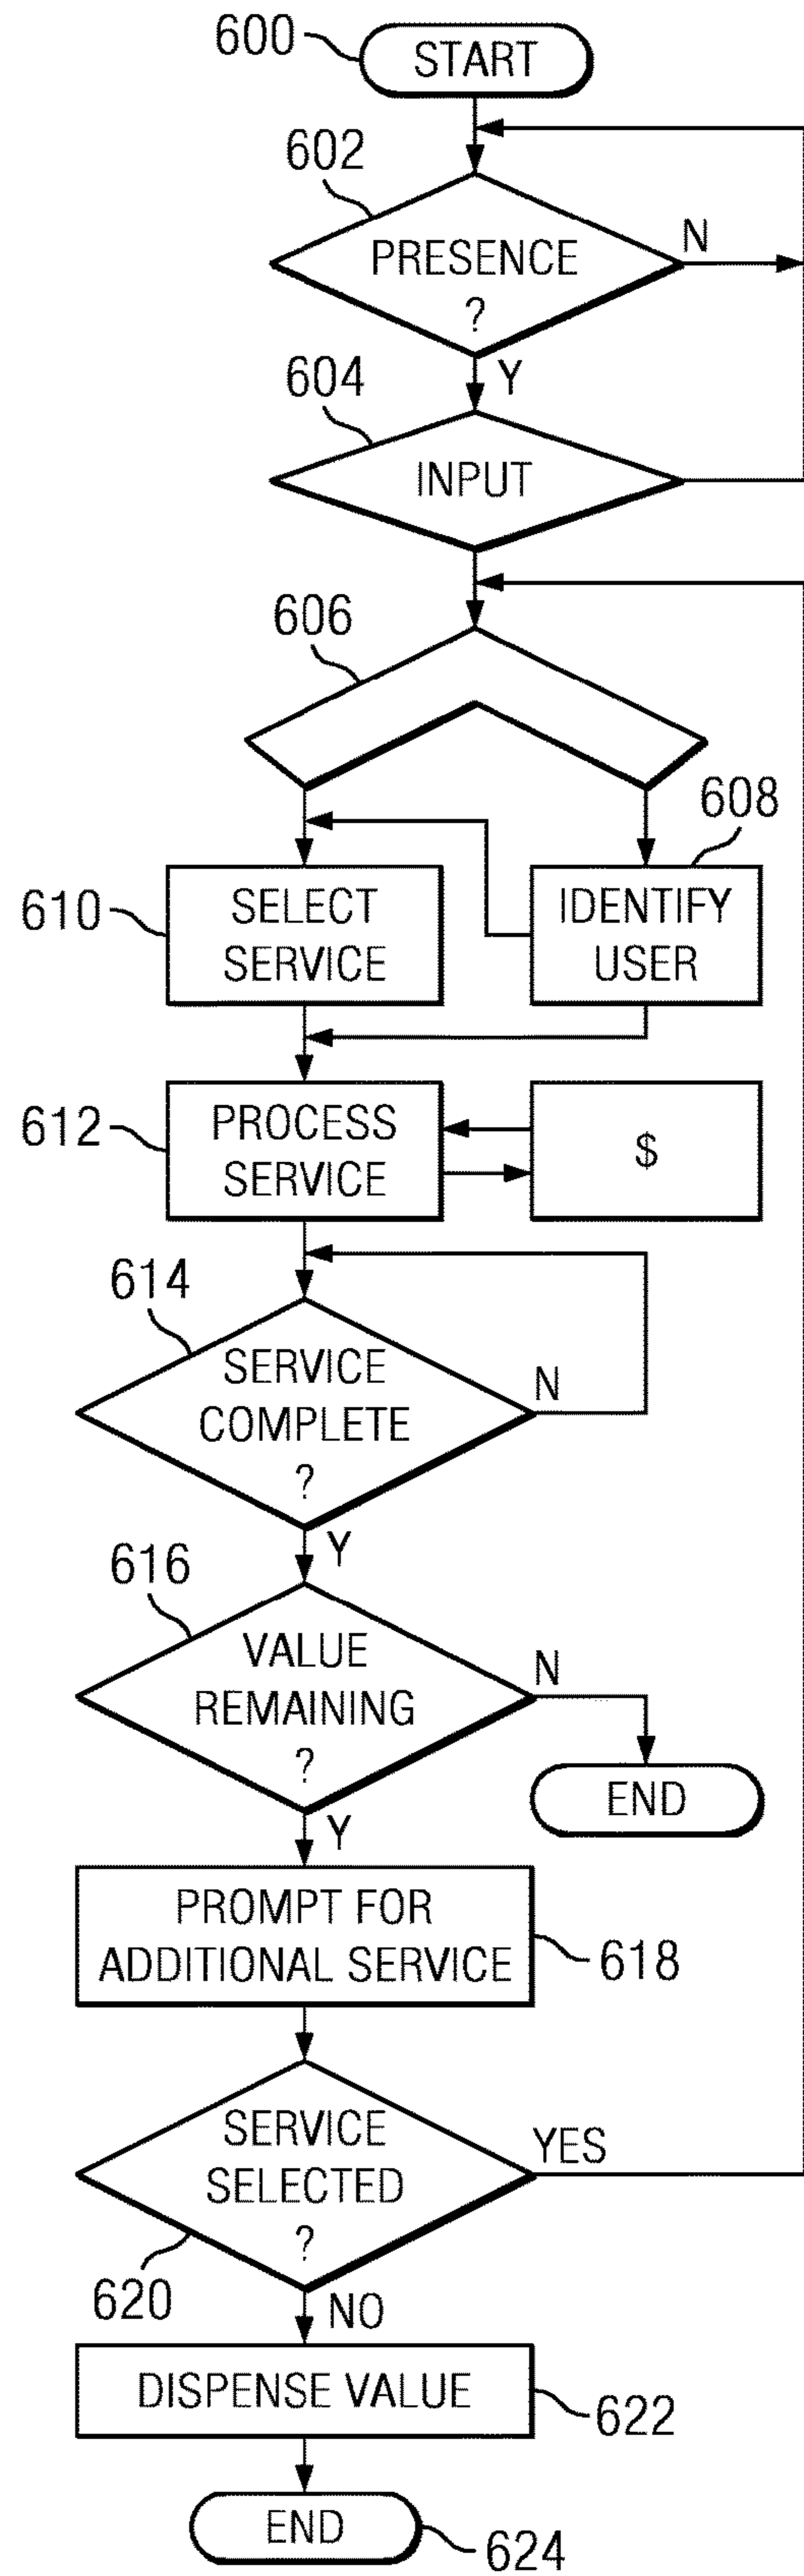 600
START
602
PRESENCE
?
N
Y
604
INPUT
606
608
610
SELECT
SERVICE
IDENTIFY
USER
612
PROCESS
SERVICE
$
614
SERVICE
COMPLETE
?
N
Y
616
VALUE
REMAINING
?
N
END
Y
PROMPT FOR
ADDITIONAL SERVICE
618
SERVICE
SELECTED
?
YES
620
NO
DISPENSE VALUE
622
END
624